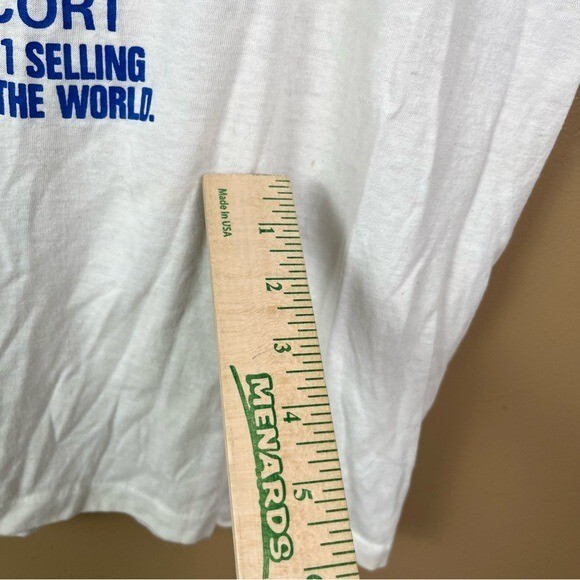 CORT
1 SELLING
THE WORLD.
Made in USA
1
2
3
4
5
MENARDS